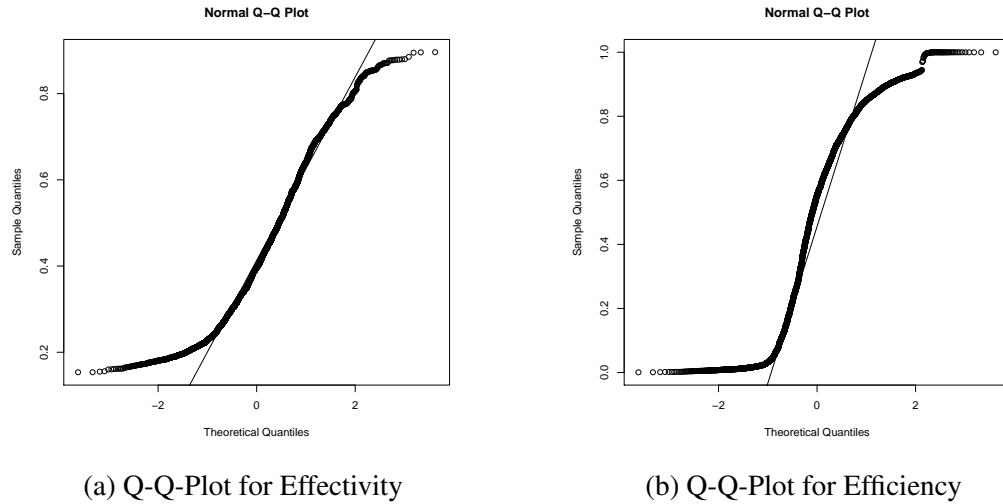 Normal Q−Q Plot
Sample Quantiles
0.2
0.4
0.6
0.8
−2
0
2
Theoretical Quantiles
(a) Q-Q-Plot for Effectivity
Normal Q−Q Plot
Sample Quantiles
0.0
0.2
0.4
0.6
0.8
1.0
−2
0
2
Theoretical Quantiles
(b) Q-Q-Plot for Efficiency